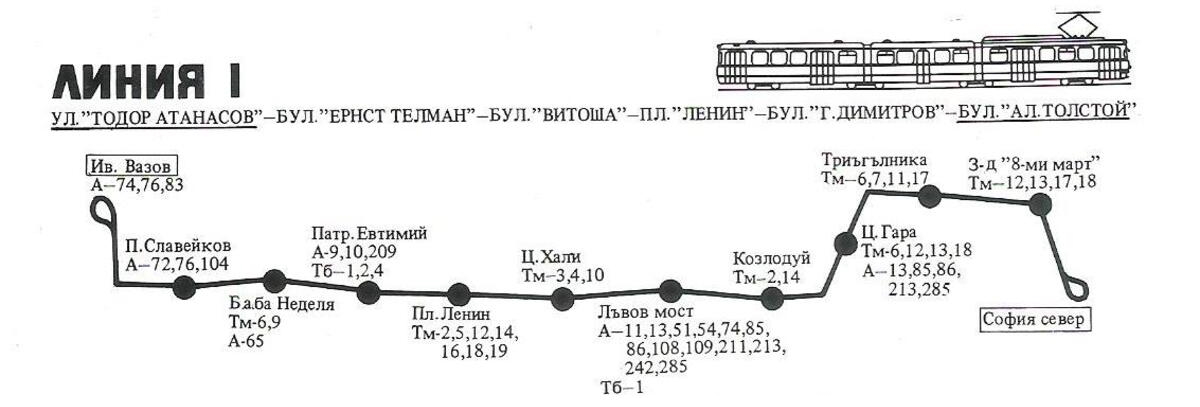 ЛИНИЯ 1
УЛ."ТОДОР АТАНАСОВ"–БУЛ."ЕРНСТ ТЕЛМАН"–БУЛ."ВИТОША"–ПЛ."ЛЕНИН"–БУЛ."Г.ДИМИТРОВ"–БУЛ."АЛ.ТОЛСТОЙ"
Ив. Вазов
А–74,76,83
П.Славейков
А–72,76,104
Баба Неделя
Тм-6,9
А-65
Патр.Евтимий
А-9,10,209
Тб–1,2,4
Пл.Ленин
Тм-2,5,12,14,
16,18,19
Ц.Хали
Тм–3,4,10
Лъвов мост
А–11,13,51,54,74,85,
86,108,109,211,213,
242,285
Тб–1
Козлодуй
Тм–2,14
Ц.Гара
Тм-6,12,13,18
А–13,85,86,
213,285
Триъгълника
Тм–6,7,11,17
З-д "8-ми март"
Тм–12,13,17,18
София север